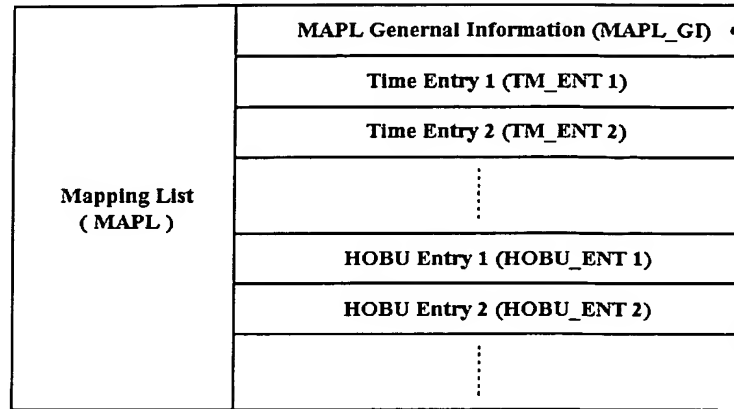 MAPL Genernal Information (MAPL_GI)
Time Entry 1 (TM_ENT 1)
Time Entry 2 (TM_ENT 2)
Mapping List
( MAPL )
HOBU Entry 1 (HOBU_ENT 1)
HOBU Entry 2 (HOBU_ENT 2)